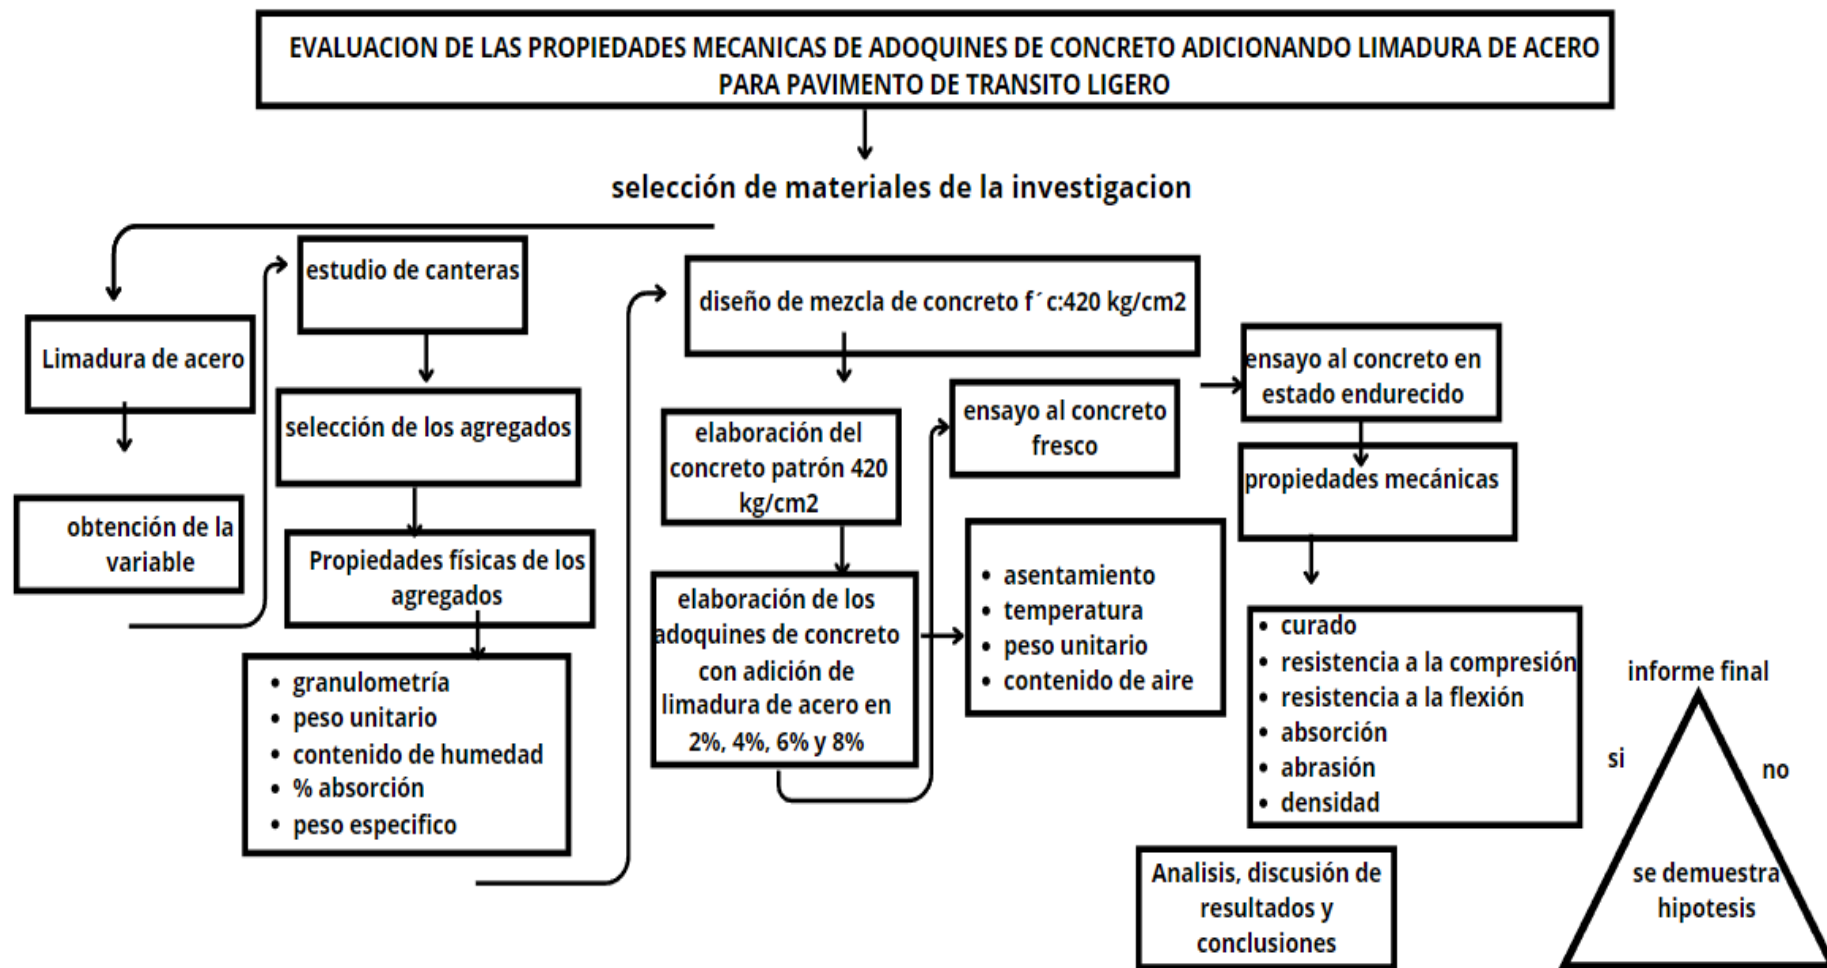 EVALUACION DE LAS PROPIEDADES MECANICAS DE ADOQUINES DE CONCRETO ADICIONANDO LIMADURA DE ACERO
PARA PAVIMENTO DE TRANSITO LIGERO
selección de materiales de la investigacion
Limadura de acero
obtención de la
variable
estudio de canteras
selección de los agregados
Propiedades físicas de los
agregados
• granulometría
• peso unitario
• contenido de humedad
• % absorción
• peso especifico
diseño de mezcla de concreto f´c:420 kg/cm2
elaboración del
concreto patrón 420
kg/cm2
elaboración de los
adoquines de concreto
con adición de
limadura de acero en
2%, 4%, 6% y 8%
ensayo al concreto
fresco
• asentamiento
• temperatura
• peso unitario
• contenido de aire
ensayo al concreto en
estado endurecido
propiedades mecánicas
• curado
• resistencia a la compresión
• resistencia a la flexión
• absorción
• abrasión
• densidad
Analisis, discusión de
resultados y
conclusiones
informe final
si
no
se demuestra
hipotesis